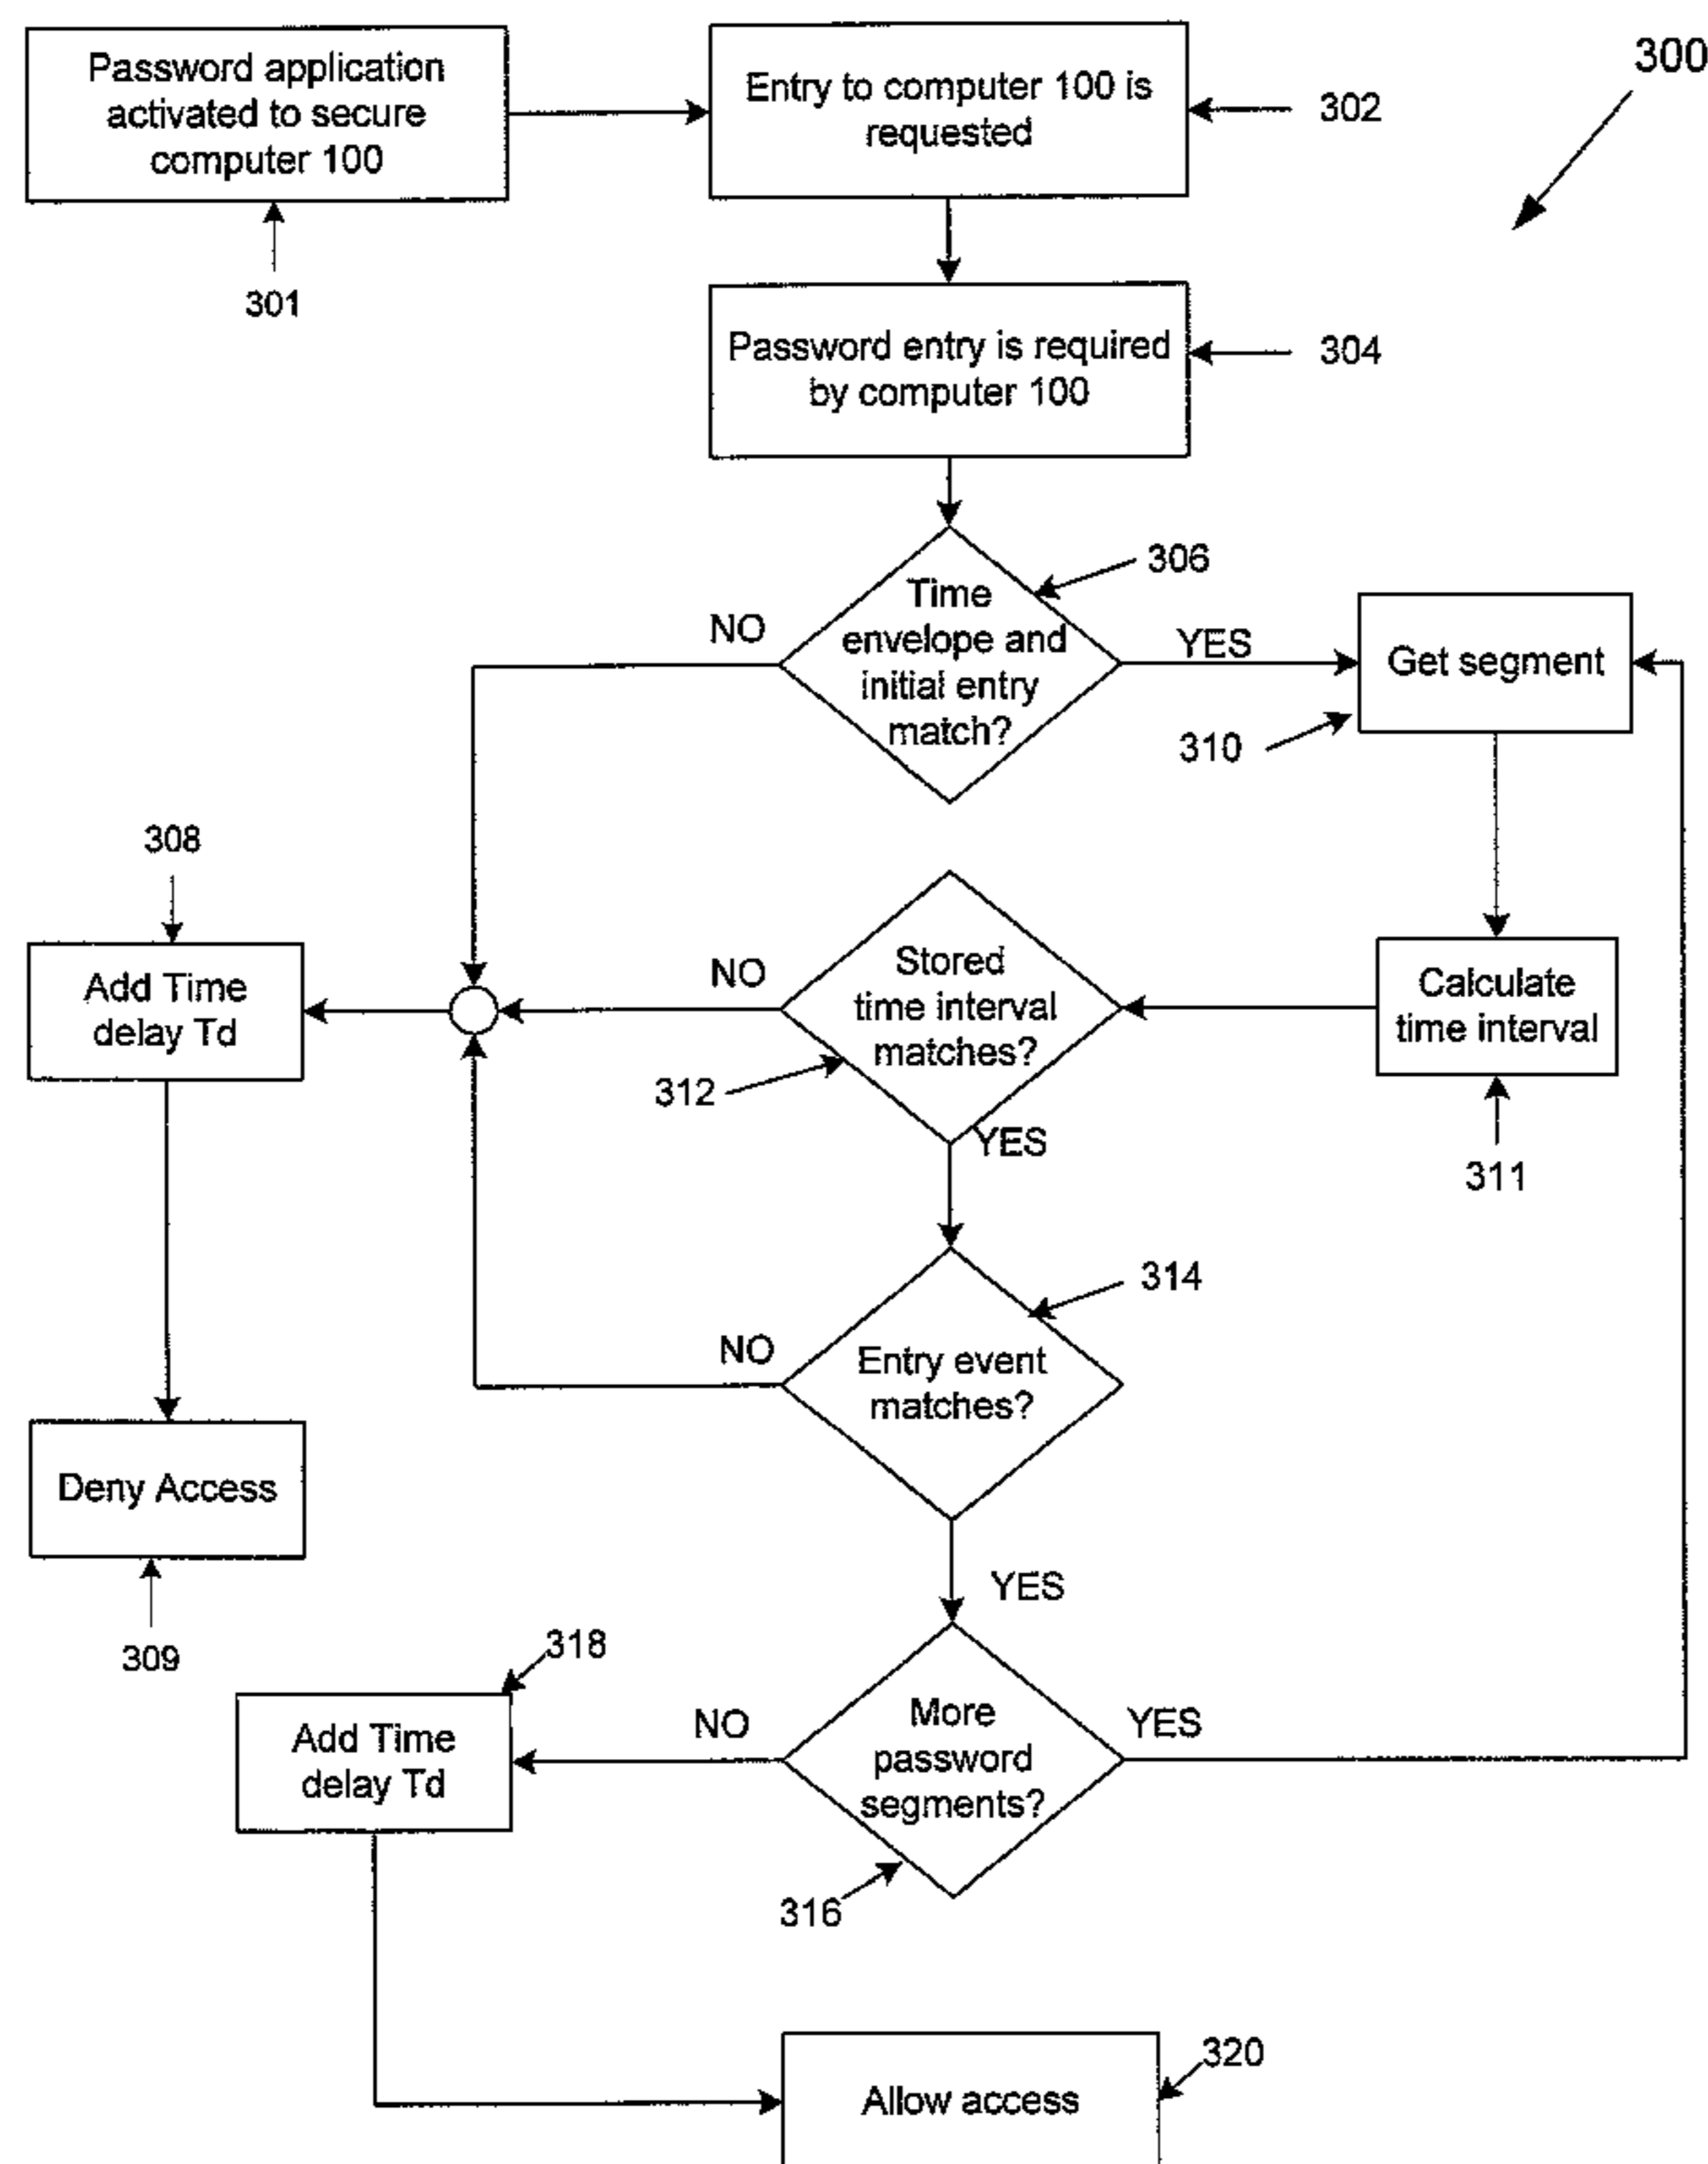 Password application
activated to secure
computer 100
Entry to computer 100 is
requested
300
302
301
Password entry is required
by computer 100
304
306
Time
envelope and
initial entry
match?
NO
YES
Get segment
310
308
Add Time
delay Td
NO
Stored
time interval
matches?
Calculate
time interval
312
YES
311
314
NO
Entry event
matches?
Deny Access
YES
309
318
Add Time
delay Td
NO
More
password
segments?
YES
316
320
Allow access